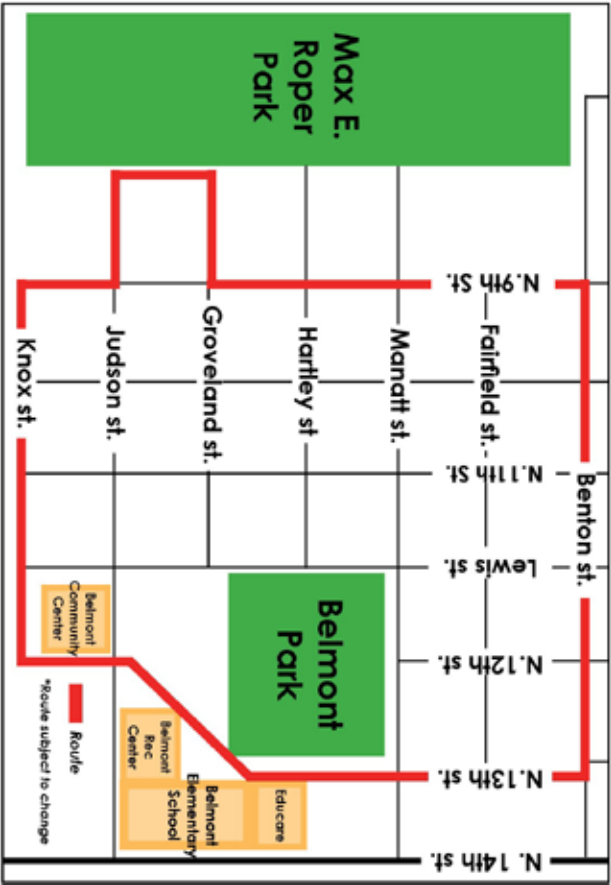 Max E.
Roper
Park
N.9th St.
Fairfield st.
Manatt st.
Hartley st
Groveland st.
Judson st.
Knox st.
N.11th St.
Benton st.
Lewis st.
Belmont
Park
Belmont
Community
Center
N.12th st.
Route
*Route subject to change
Belmont
Rec
Center
Belmont
Elementary
School
Educare
N.13th st.
N. 14th st.